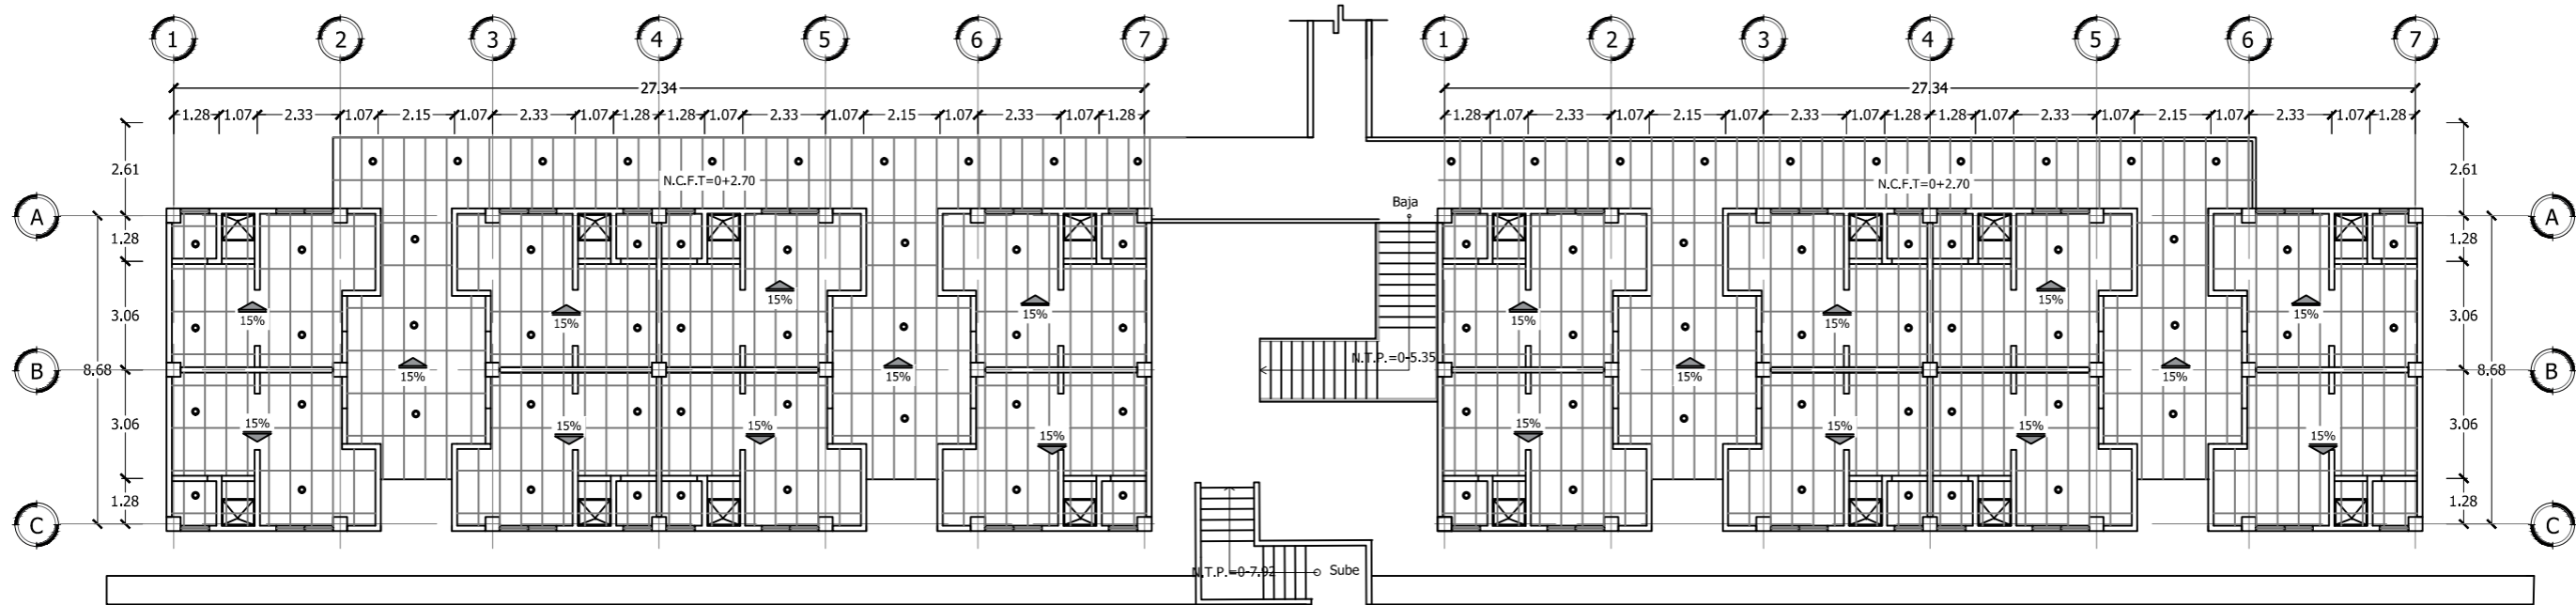 1 2 3 4 5 6 7 1 2 3 4 5 6 7
27.34 27.34
1.28 1.07 2.33 1.07 2.15 1.07 2.33 1.07 1.28 1.28 1.07 2.33 1.07 2.15 1.07 2.33 1.07 1.28 1.28 1.07 2.33 1.07 2.15 1.07 2.33 1.07 1.28 1.28 1.07 2.33 1.07 2.15 1.07 2.33 1.07 1.28
2.61 2.61
N.C.F.T=0+2.70 N.C.F.T=0+2.70
Baja
A A
1.28 1.28
15% 15%
3.06 15% 15% 15% 15% 15% 15% 3.06
N.T.P.=0-5.35
B 8.68 8.68 B
15% 15% 15% 15%
3.06 15% 15% 15% 15% 15% 15% 15% 15% 3.06
1.28 1.28
C C
N.T.P.=0-7.92 Sube